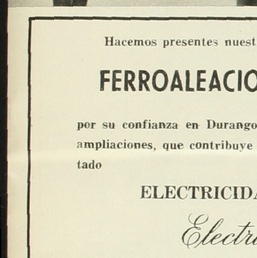 Hacemos presentes nuest
FERROALEACIO
por su confianza en Durango
ampliaciones, que contribuye
tado
ELECTRICIDA
Electr